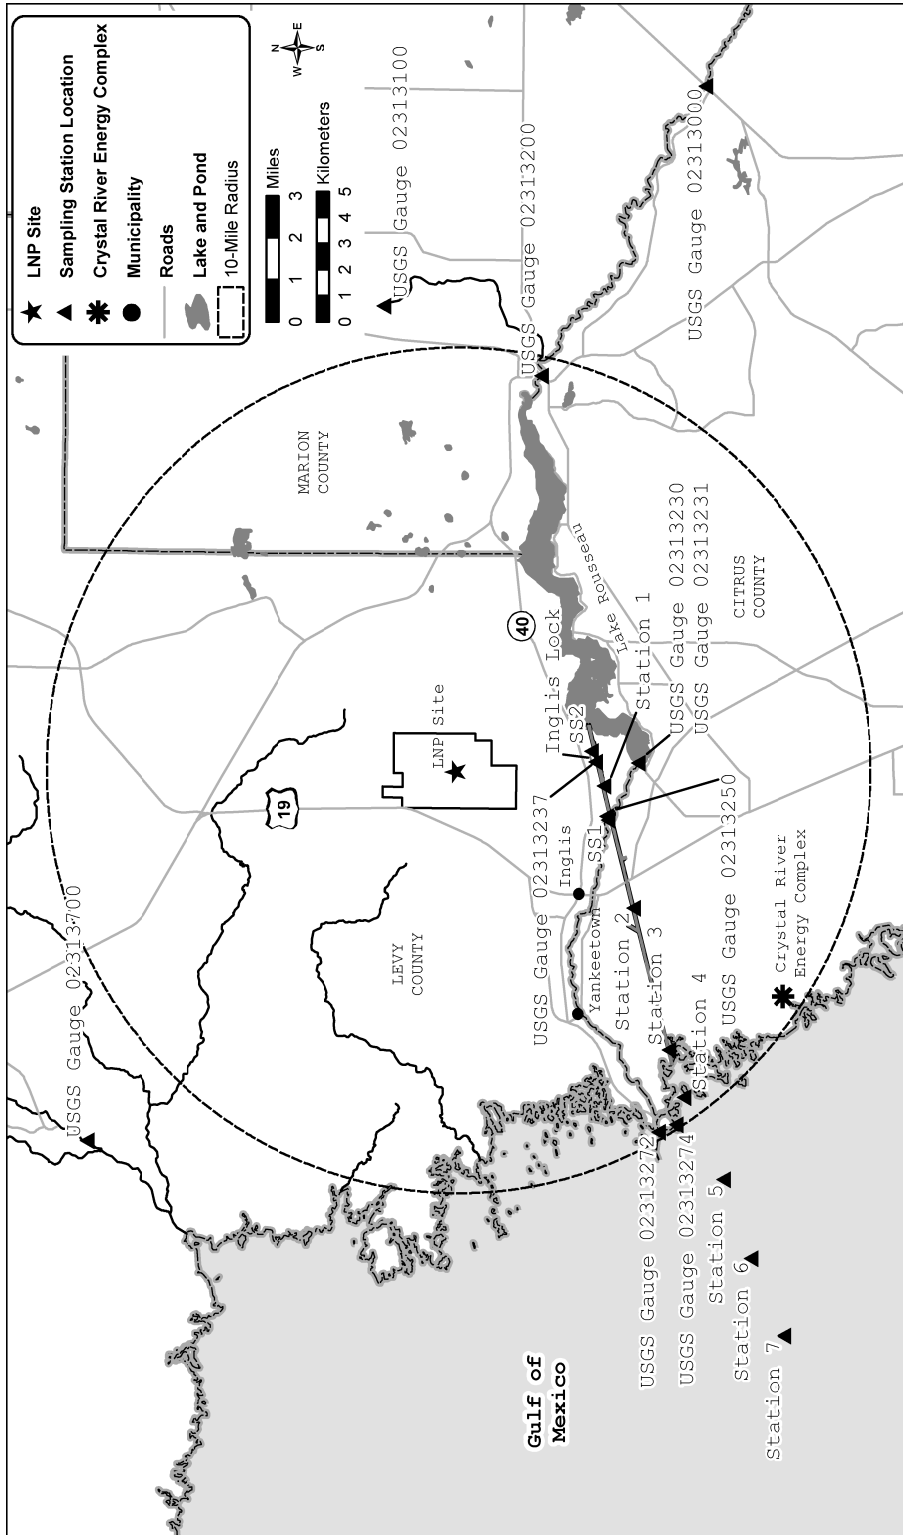 LNP Site
Sampling Station Location
Crystal River Energy Complex
Municipality
Roads
Lake and Pond
10-Mile Radius
Miles
0 1 2 3
Kilometers
0 1 2 3 4 5
N
E
S
W
USGS Gauge 02313700
USGS Gauge 02313100
USGS Gauge 02313200
USGS Gauge 02313000
MARION
COUNTY
19
LNP Site
40
LEVY
COUNTY
Inglis Lock
SS2
Lake Rousseau
Station 1
USGS Gauge 02313230
USGS Gauge 02313231
CITRUS
COUNTY
USGS Gauge 02313237
Inglis
SS1
Yankeetown
Station 2
Station 3
Station 4
USGS Gauge 02313250
Crystal River
Energy Complex
USGS Gauge 02313272
USGS Gauge 02313274
Station 5
Station 6
Station 7
Gulf of
Mexico